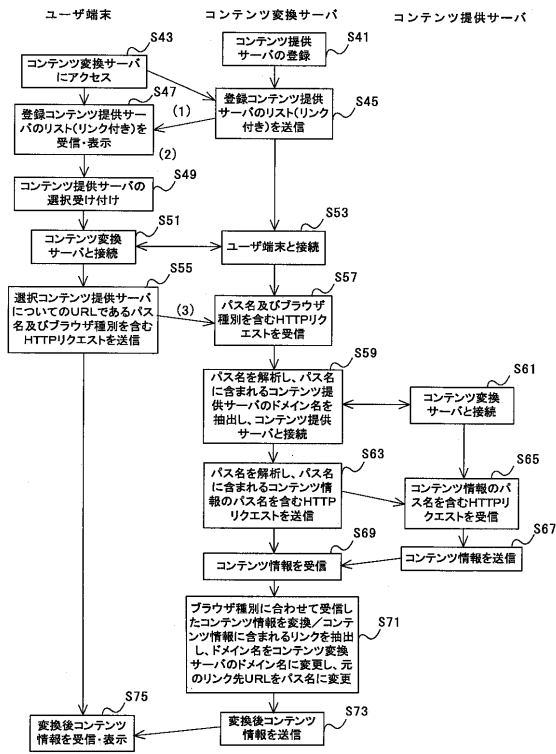 ユーザ端末
コンテンツ変換サーバ
コンテンツ提供サーバ
S41
コンテンツ提供
サーバの登録
S43
コンテンツ変換サーバ
にアクセス
S45
登録コンテンツ提供
サーバのリスト(リンク
付き)を送信
S47
(1)
登録コンテンツ提供サー
バのリスト(リンク付き)を
受信・表示
(2)
S49
コンテンツ提供サーバの
選択受け付け
S51
コンテンツ変換
サーバと接続
S53
ユーザ端末と接続
S55
選択コンテンツ提供サーバ
についてのURLであるパス
名及びブラウザ種別を含む
HTTPリクエストを送信
(3)
S57
パス名及びブラウザ
種別を含むHTTPリク
エストを受信
S59
パス名を解析し、パス名
に含まれるコンテンツ提
供サーバのドメイン名を
抽出し、コンテンツ提供
サーバと接続
S61
コンテンツ変換
サーバと接続
S63
パス名を解析し、パス名
に含まれるコンテンツ情
報のパス名を含むHTTP
リクエストを送信
S65
コンテンツ情報のパ
ス名を含むHTTPリ
クエストを受信
S67
コンテンツ情報を送信
S69
コンテンツ情報を受信
S71
ブラウザ種別に合わせて受信し
たコンテンツ情報を変換/コン
テンツ情報に含まれるリンクを抽出
し、ドメイン名をコンテンツ変換
サーバのドメイン名に変更し、元
のリンク先URLをパス名に変更
S73
変換後コンテンツ
情報を送信
S75
変換後コンテンツ
情報を受信・表示